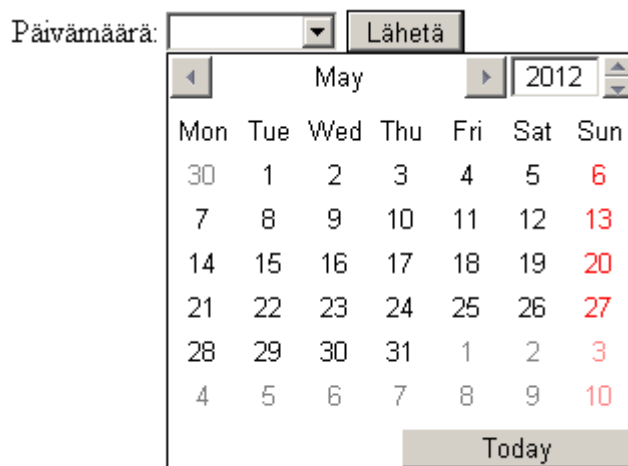 Päivämäärä: Lähetä
May 2012
Mon Tue Wed Thu Fri Sat Sun
30 1 2 3 4 5 6
7 8 9 10 11 12 13
14 15 16 17 18 19 20
21 22 23 24 25 26 27
28 29 30 31 1 2 3
4 5 6 7 8 9 10
Today